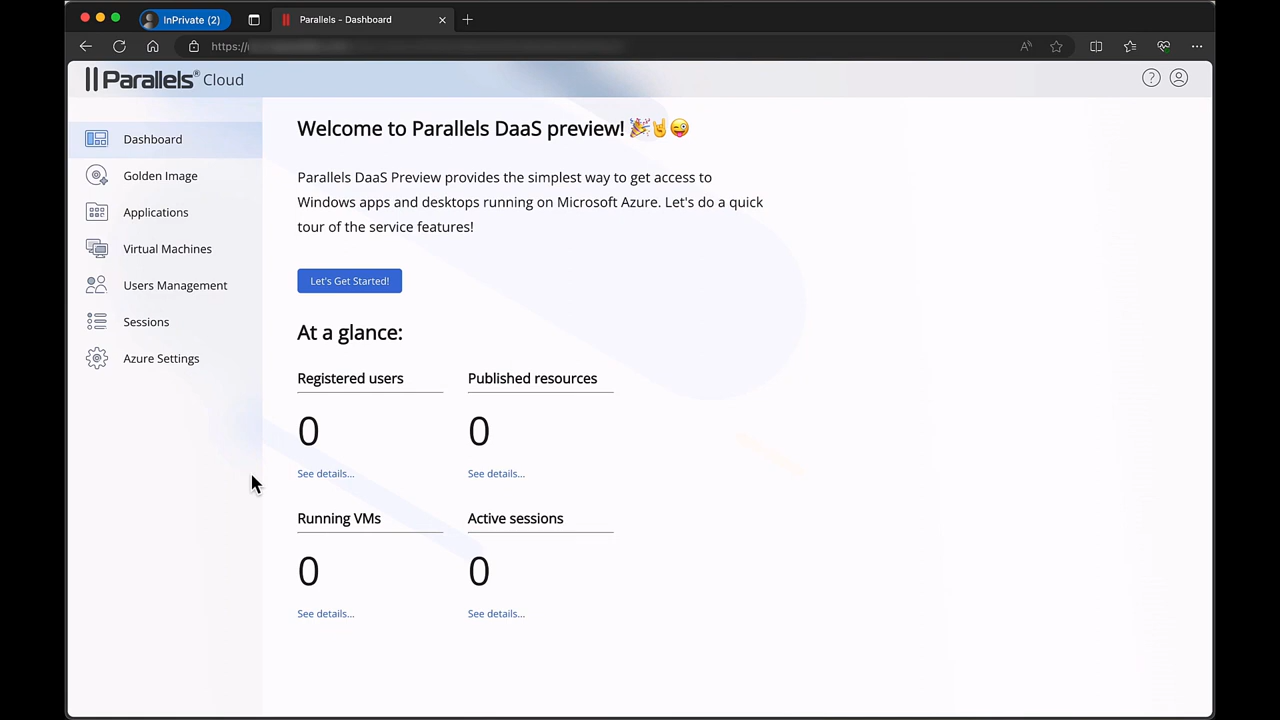 InPrivate (2)
Parallels - Dashboard
https://
Parallels® Cloud
Dashboard
Golden Image
Applications
Virtual Machines
Users Management
Sessions
Azure Settings
Welcome to Parallels DaaS preview! 🎉🤘😜
Parallels DaaS Preview provides the simplest way to get access to
Windows apps and desktops running on Microsoft Azure. Let's do a quick
tour of the service features!
Let's Get Started!
At a glance:
Registered users
Published resources
0
0
See details...
See details...
Running VMs
Active sessions
0
0
See details...
See details...